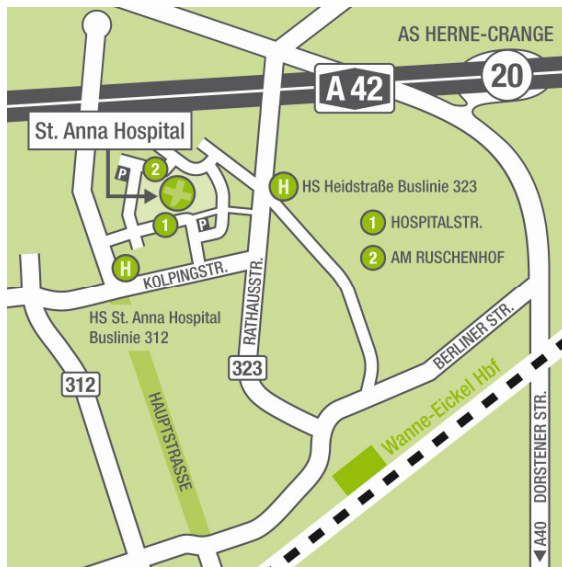 AS HERNE-CRANGE
A 42
20
St. Anna Hospital
P
2
H
HS Heidstraße Buslinie 323
1
P
1
HOSPITALSTR.
2
AM RUSCHENHOF
H
KOLPINGSTR.
HS St. Anna Hospital
Buslinie 312
RATHAUSSTR.
BERLINER STR.
323
312
HAUPTSTRASSE
Wanne-Eickel Hbf
DORSTENER STR.
A40